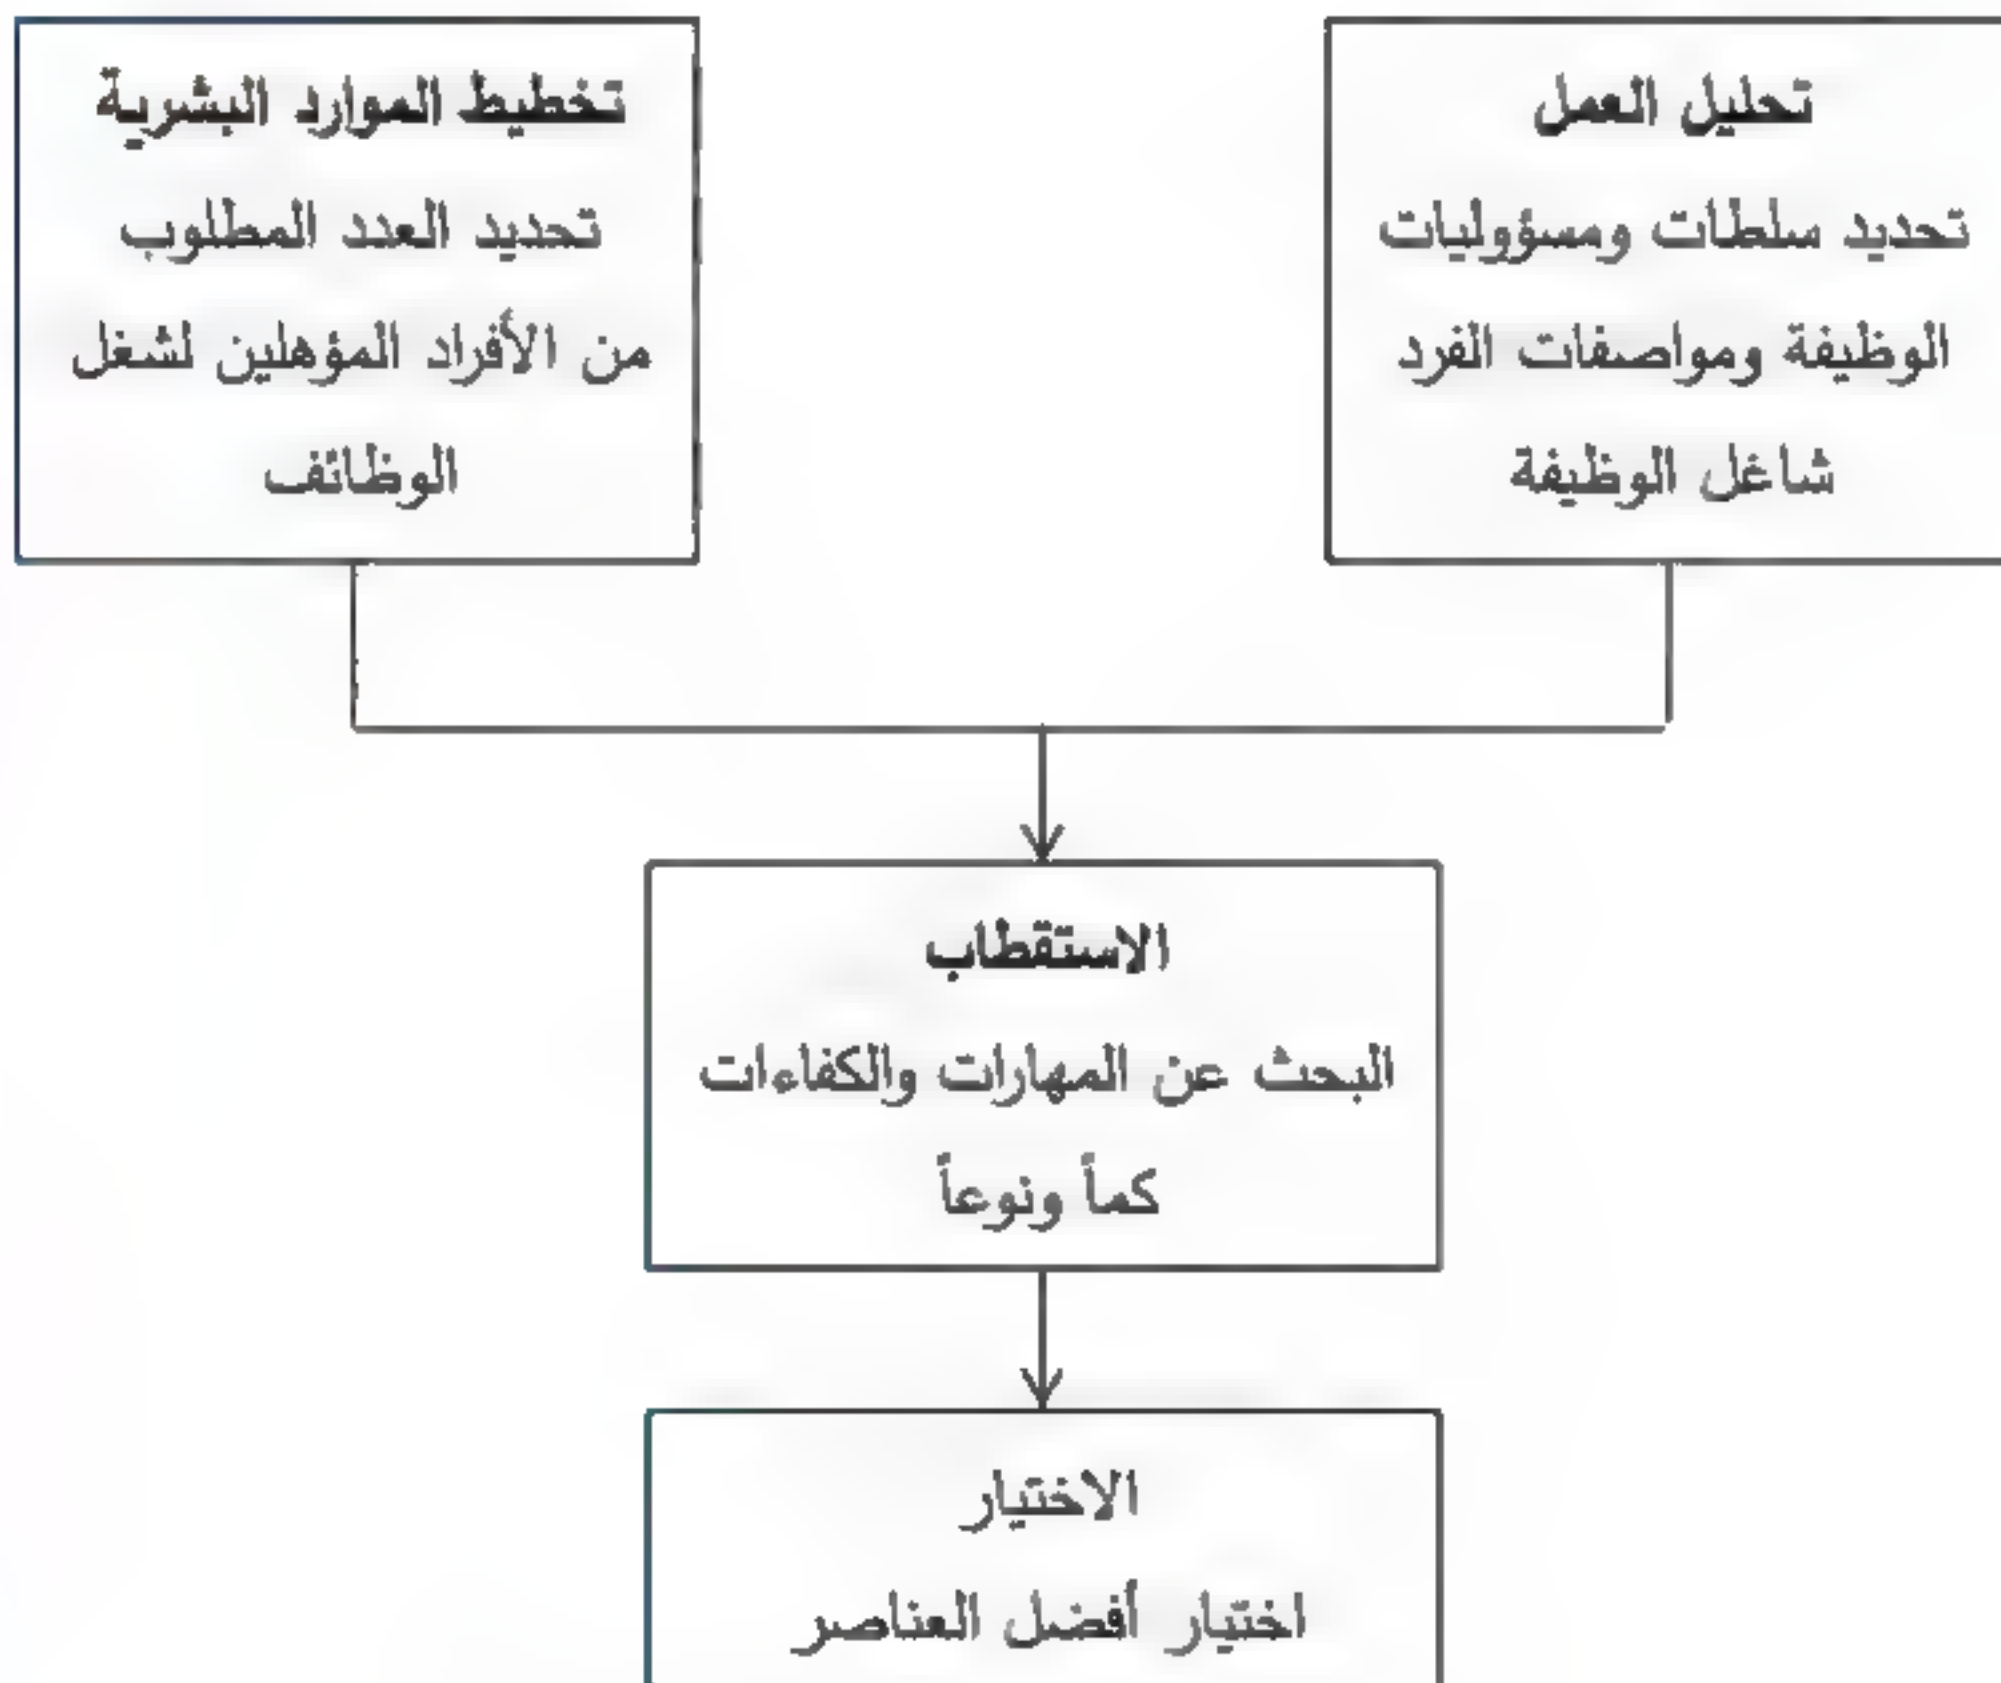 تحليل العمل
تحديد سلطات ومسؤوليات
الوظيفة ومواصفات الفرد
شاغل الوظيفة
تخطيط الموارد البشرية
تحديد العدد المطلوب
من الأفراد المؤهلين لشغل
الوظائف
الاستقطاب
البحث عن المهارات والكفاءات
كماً ونوعاً
الاختيار
اختيار أفضل العناصر